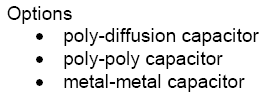 Options
• poly-diffusion capacitor
• poly-poly capacitor
• metal-metal capacitor